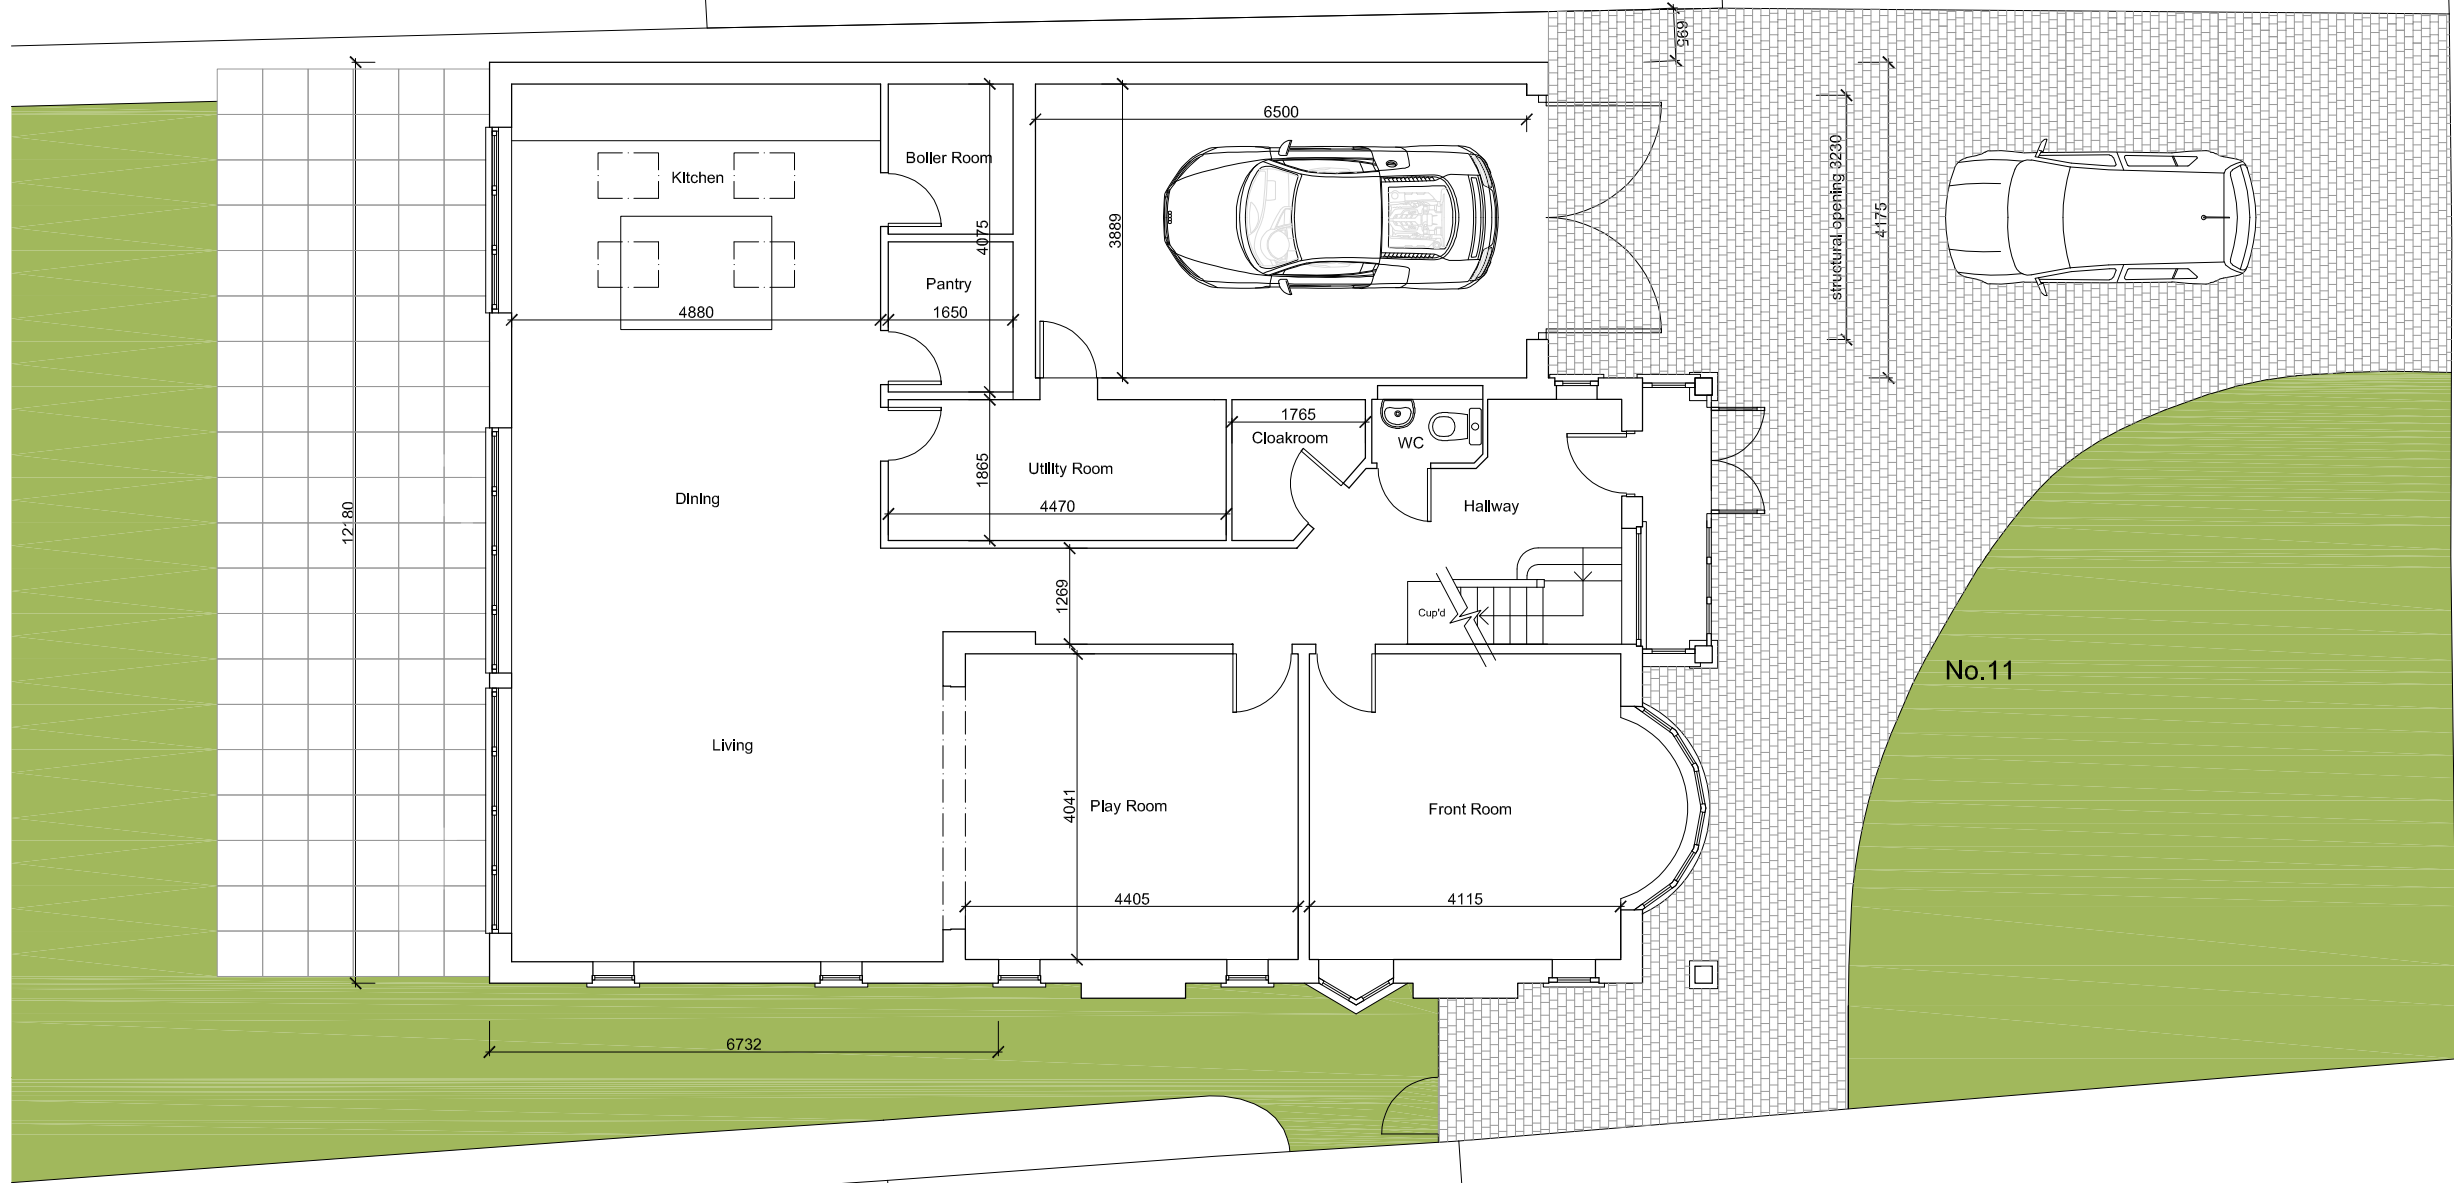 695
6500
Boiler Room
Kitchen
structural opening 3230
4175
3889
4075
12180
Pantry
4880
1650
1765
Cloakroom
WC
Utility Room
1865
Dining
4470
Hallway
1269
Cup'd
No.11
Living
4041
Play Room
Front Room
4405
4115
6732